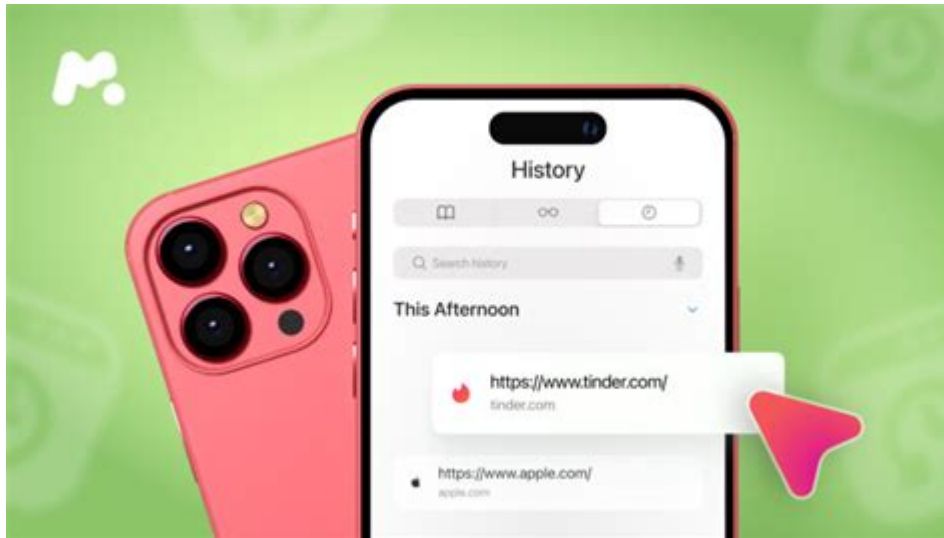 History
Search history
This Afternoon
https://www.tinder.com/
tinder.com
https://www.apple.com/
apple.com